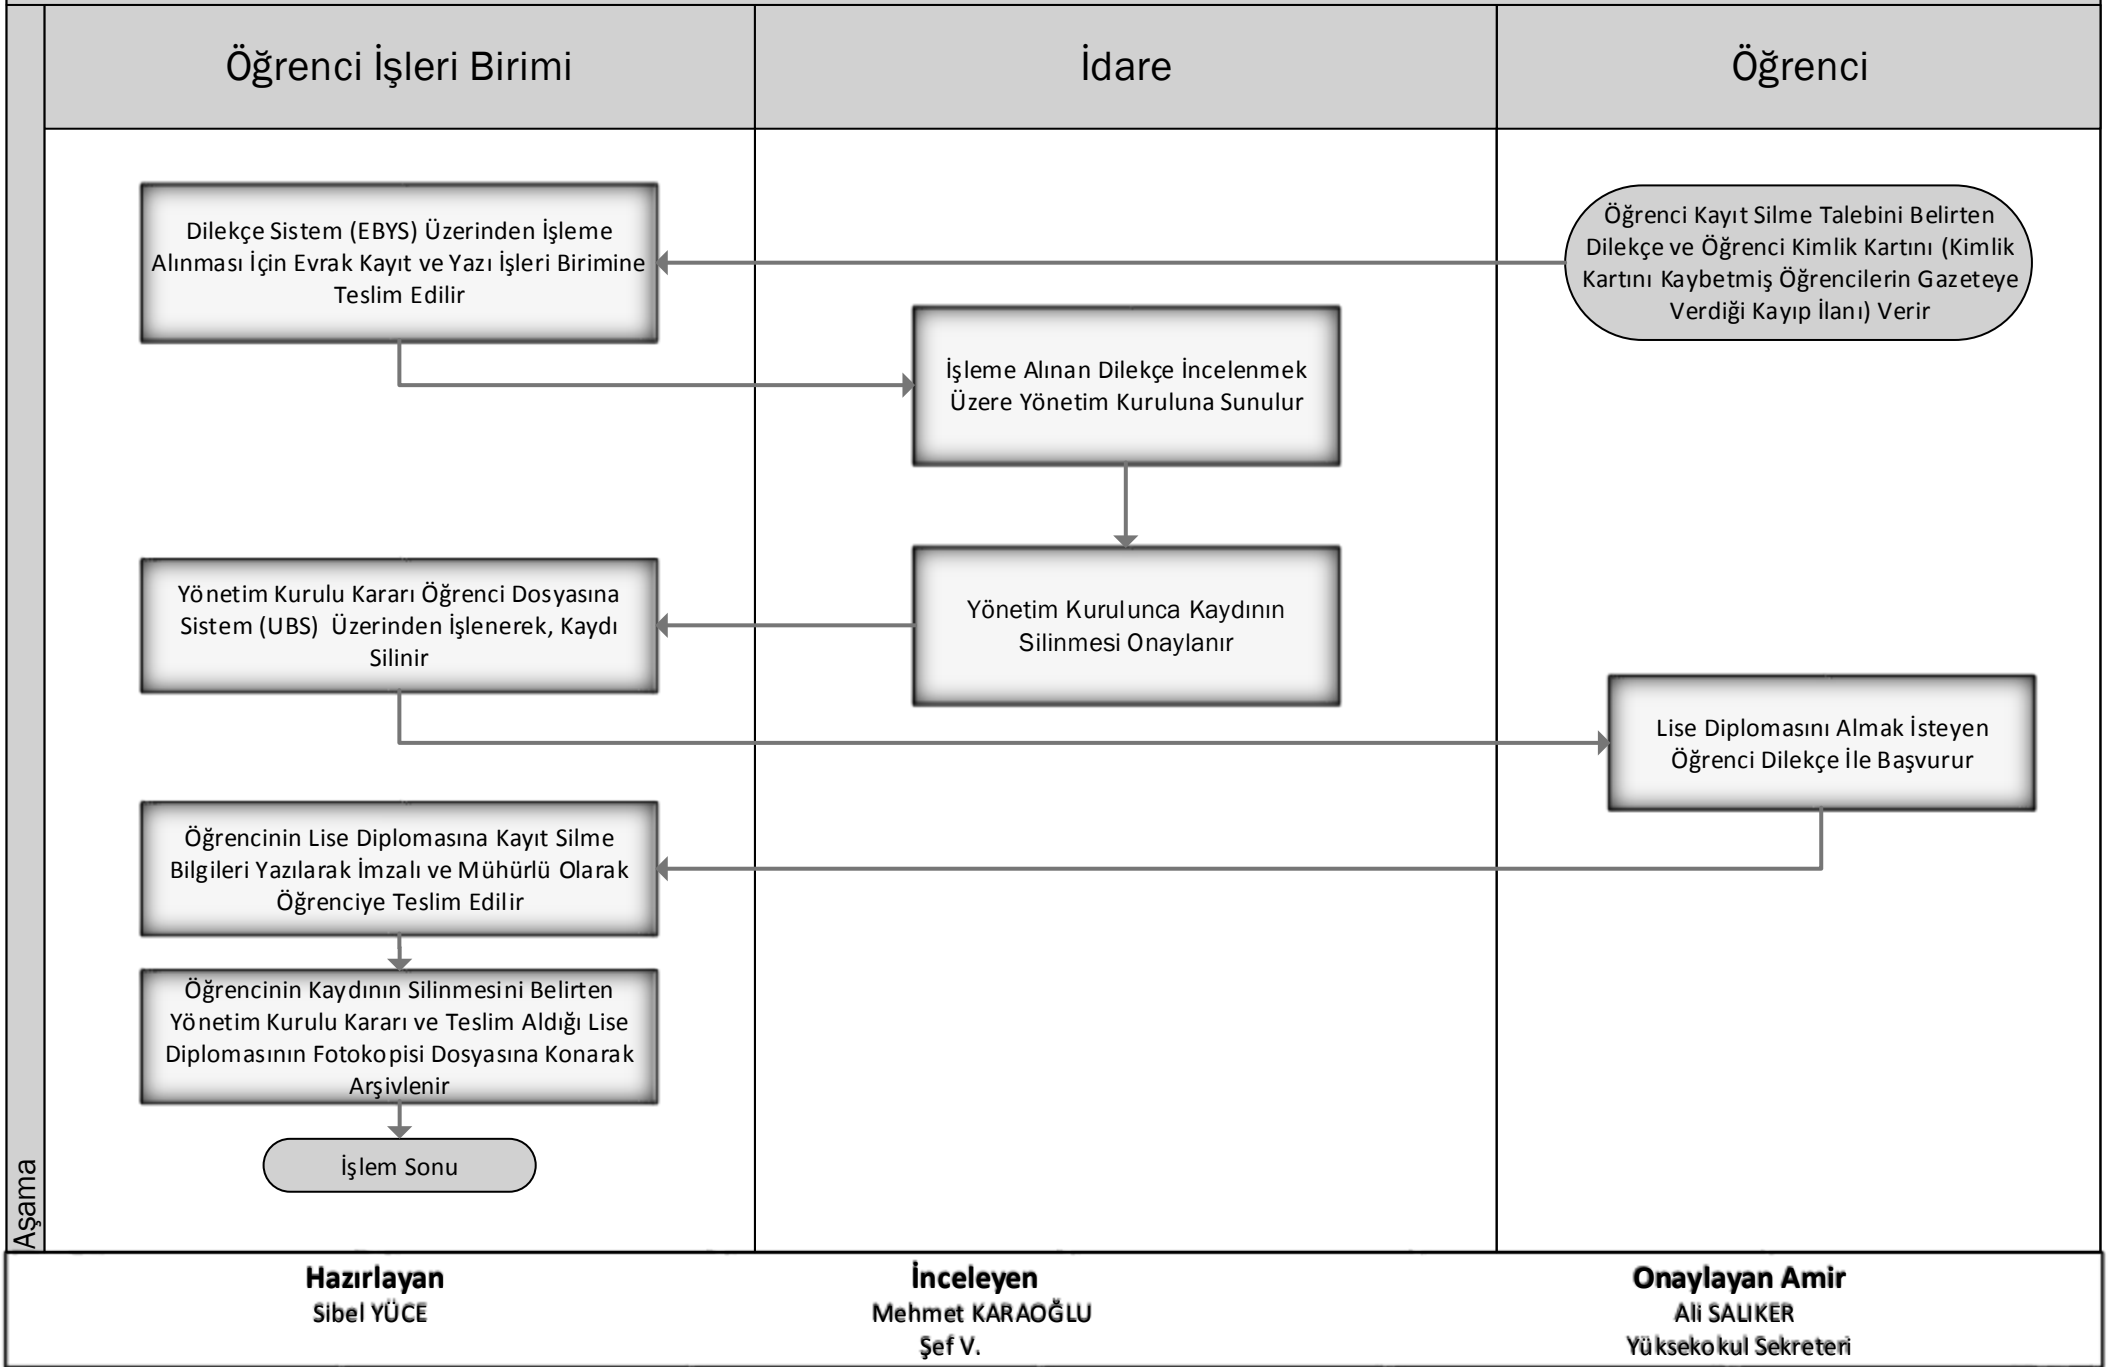 Öğrenci İşleri Birimi
İdare
Öğrenci
Öğrenci Kayıt Silme Talebini Belirten
Dilekçe ve Öğrenci Kimlik Kartını (Kimlik
Kartını Kaybetmiş Öğrencilerin Gazeteye
Verdiği Kayıp İlanı) Verir
Dilekçe Sistem (EBYS) Üzerinden İşleme
Alınması İçin Evrak Kayıt ve Yazı İşleri Birimine
Teslim Edilir
İşleme Alınan Dilekçe İncelenmek
Üzere Yönetim Kuruluna Sunulur
Yönetim Kurulunca Kaydının
Silinmesi Onaylanır
Yönetim Kurulu Kararı Öğrenci Dosyasına
Sistem (UBS) Üzerinden İşlenerek, Kaydı
Silinir
Lise Diplomasını Almak İsteyen
Öğrenci Dilekçe İle Başvurur
Öğrencinin Lise Diplomasına Kayıt Silme
Bilgileri Yazılarak İmzalı ve Mühürlü Olarak
Öğrenciye Teslim Edilir
Öğrencinin Kaydının Silinmesini Belirten
Yönetim Kurulu Kararı ve Teslim Aldığı Lise
Diplomasının Fotokopisi Dosyasına Konarak
Arşivlenir
İşlem Sonu
Aşama
Hazırlayan
Sibel YÜCE
İnceleyen
Mehmet KARAOĞLU
Şef V.
Onaylayan Amir
Ali SALIKER
Yüksekokul Sekreteri